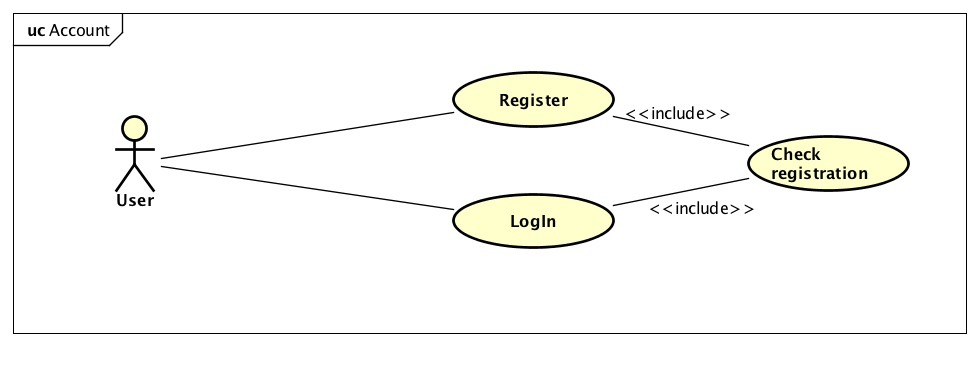 uc Account
Register
<<include>>
Check
registration
User
<<include>>
LogIn